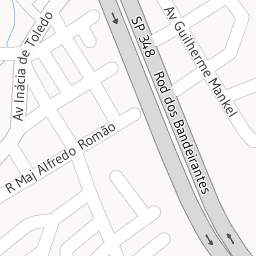 Av Inácia de Toledo
SP 348
Av Guilherme Mankel
Rod dos Bandeirantes
R Maj Alfredo Romão